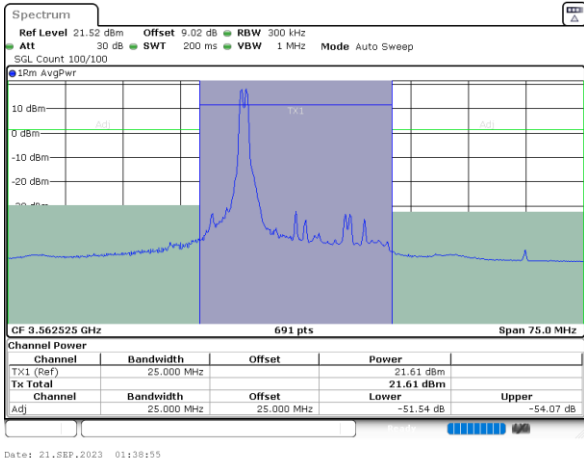 Spectrum
Ref Level 21.52 dBm Offset 9.02 dB RBW 300 kHz
Att 30 dB SWT 200 ms VBW 1 MHz Mode Auto Sweep
SGL Count 100/100
1Rm AvgPwr
10 dBm
TX1
Adj Adj
0 dBm
-10 dBm
-20 dBm
CF 3.562525 GHz 691 pts Span 75.0 MHz
Channel Power
Channel Bandwidth Offset Power
TX1 (Ref) 25.000 MHz 21.61 dBm
Tx Total 21.61 dBm
Channel Bandwidth Offset Lower Upper
Adj 25.000 MHz 25.000 MHz -51.54 dB -54.07 dB
Date: 21.SEP.2023 01:38:55